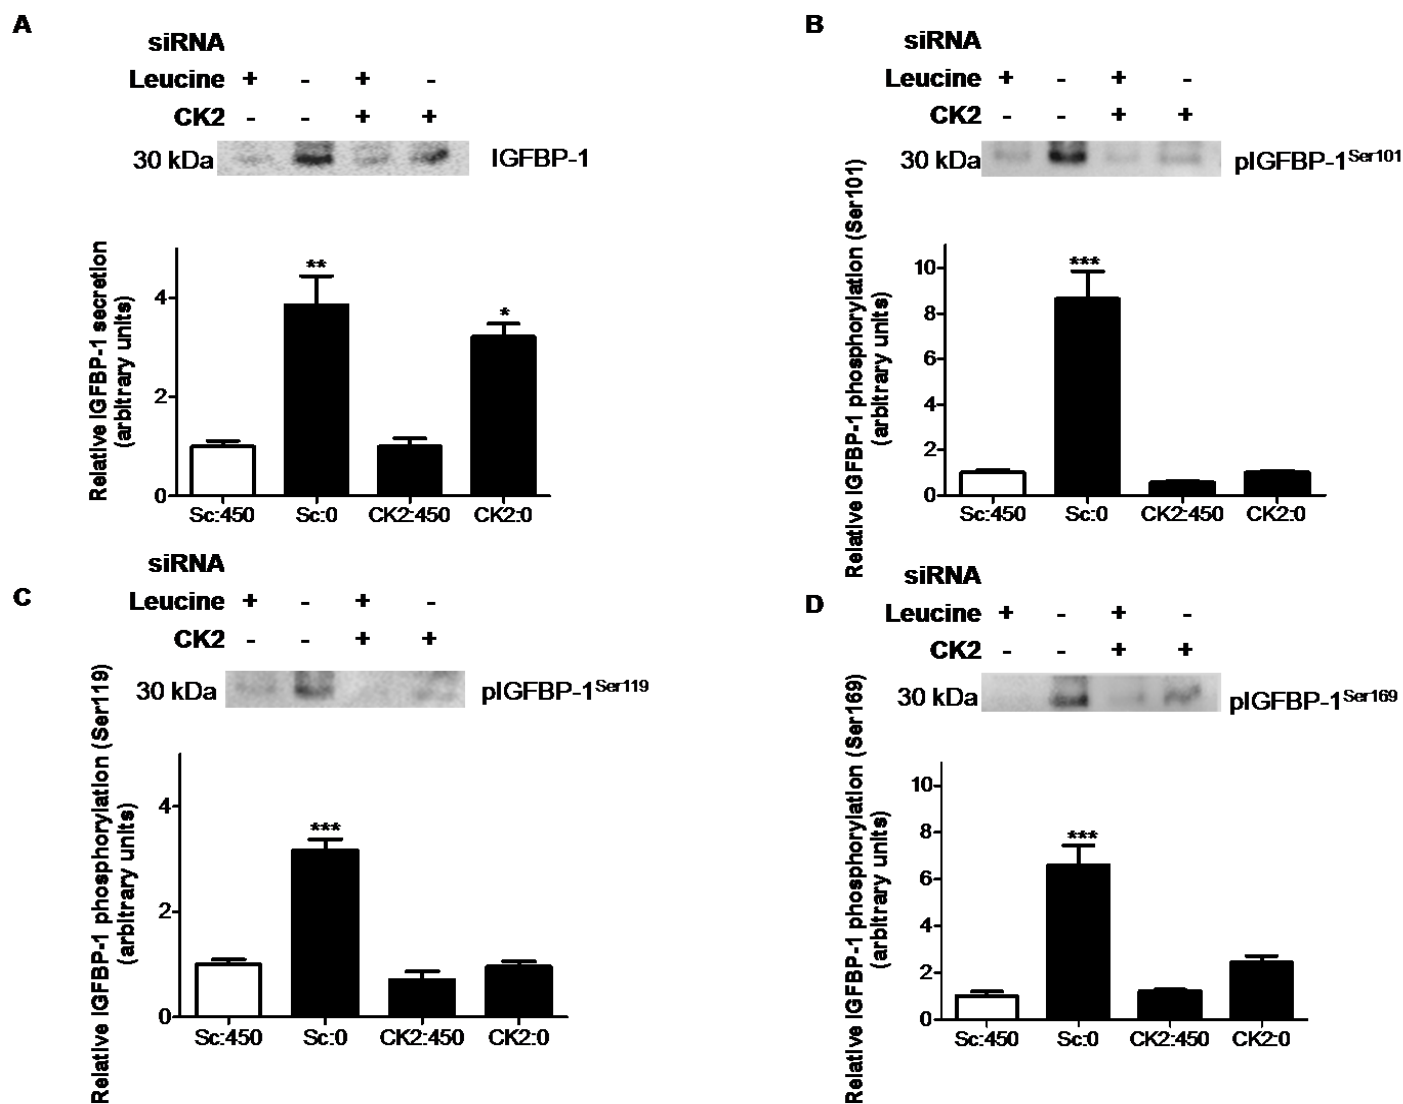 A
siRNA
Leucine + - + -
CK2 - - + +
30 kDa IGFBP-1
Relative IGFBP-1 secretion
(arbitrary units)
4
2
0
**
*
Sc:450 Sc:0 CK2:450 CK2:0
B
siRNA
Leucine + - + -
CK2 - - + +
30 kDa pIGFBP-1Ser101
Relative IGFBP-1 phosphorylation (Ser101)
(arbitrary units)
10
8
6
4
2
0
***
Sc:450 Sc:0 CK2:450 CK2:0
C
siRNA
Leucine + - + -
CK2 - - + +
30 kDa pIGFBP-1Ser119
Relative IGFBP-1 phosphorylation (Ser119)
(arbitrary units)
4
2
0
***
Sc:450 Sc:0 CK2:450 CK2:0
D
siRNA
Leucine + - + -
CK2 - - + +
30 kDa pIGFBP-1Ser169
Relative IGFBP-1 phosphorylation (Ser169)
(arbitrary units)
10
8
6
4
2
0
***
Sc:450 Sc:0 CK2:450 CK2:0